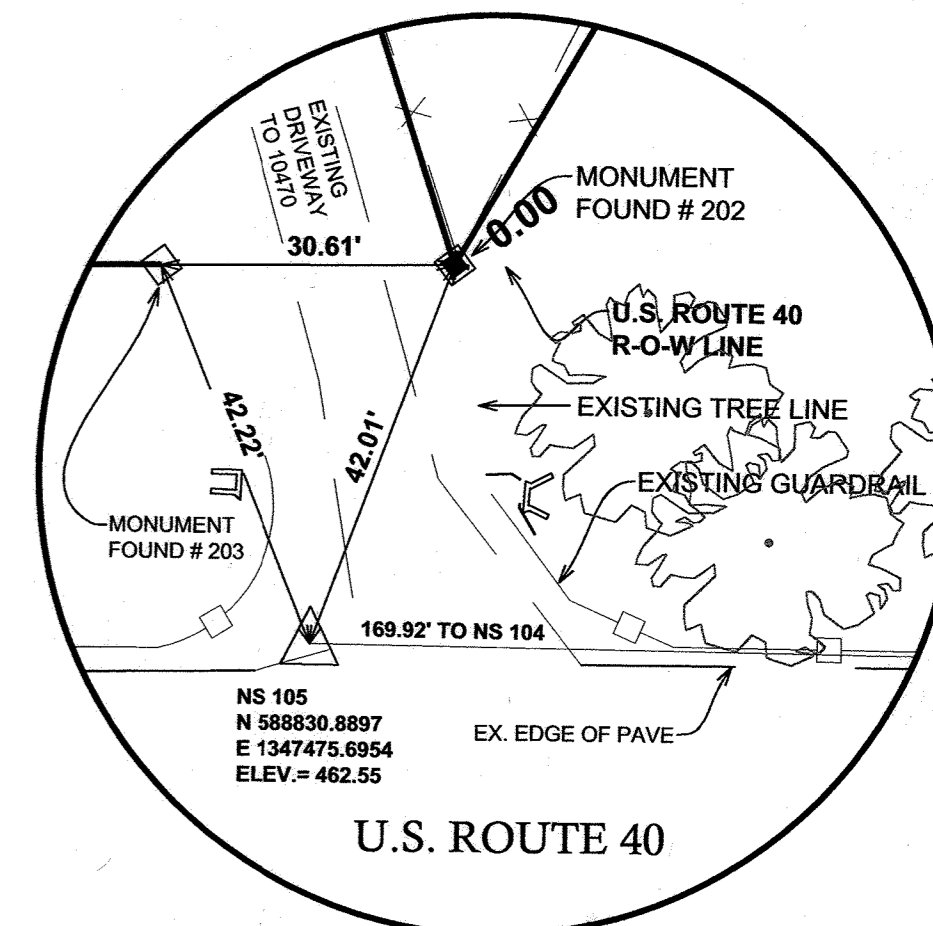 EXISTING
DRIVEWAY
TO 10470
MONUMENT
FOUND # 202
0.00
30.61'
U.S. ROUTE 40
R-O-W LINE
EXISTING TREE LINE
42.22'
42.01'
EXISTING GUARDRAIL
MONUMENT
FOUND # 203
169.92' TO NS 104
NS 105
N 588830.8897
E 1347475.6954
ELEV.= 462.55
EX. EDGE OF PAVE
U.S. ROUTE 40